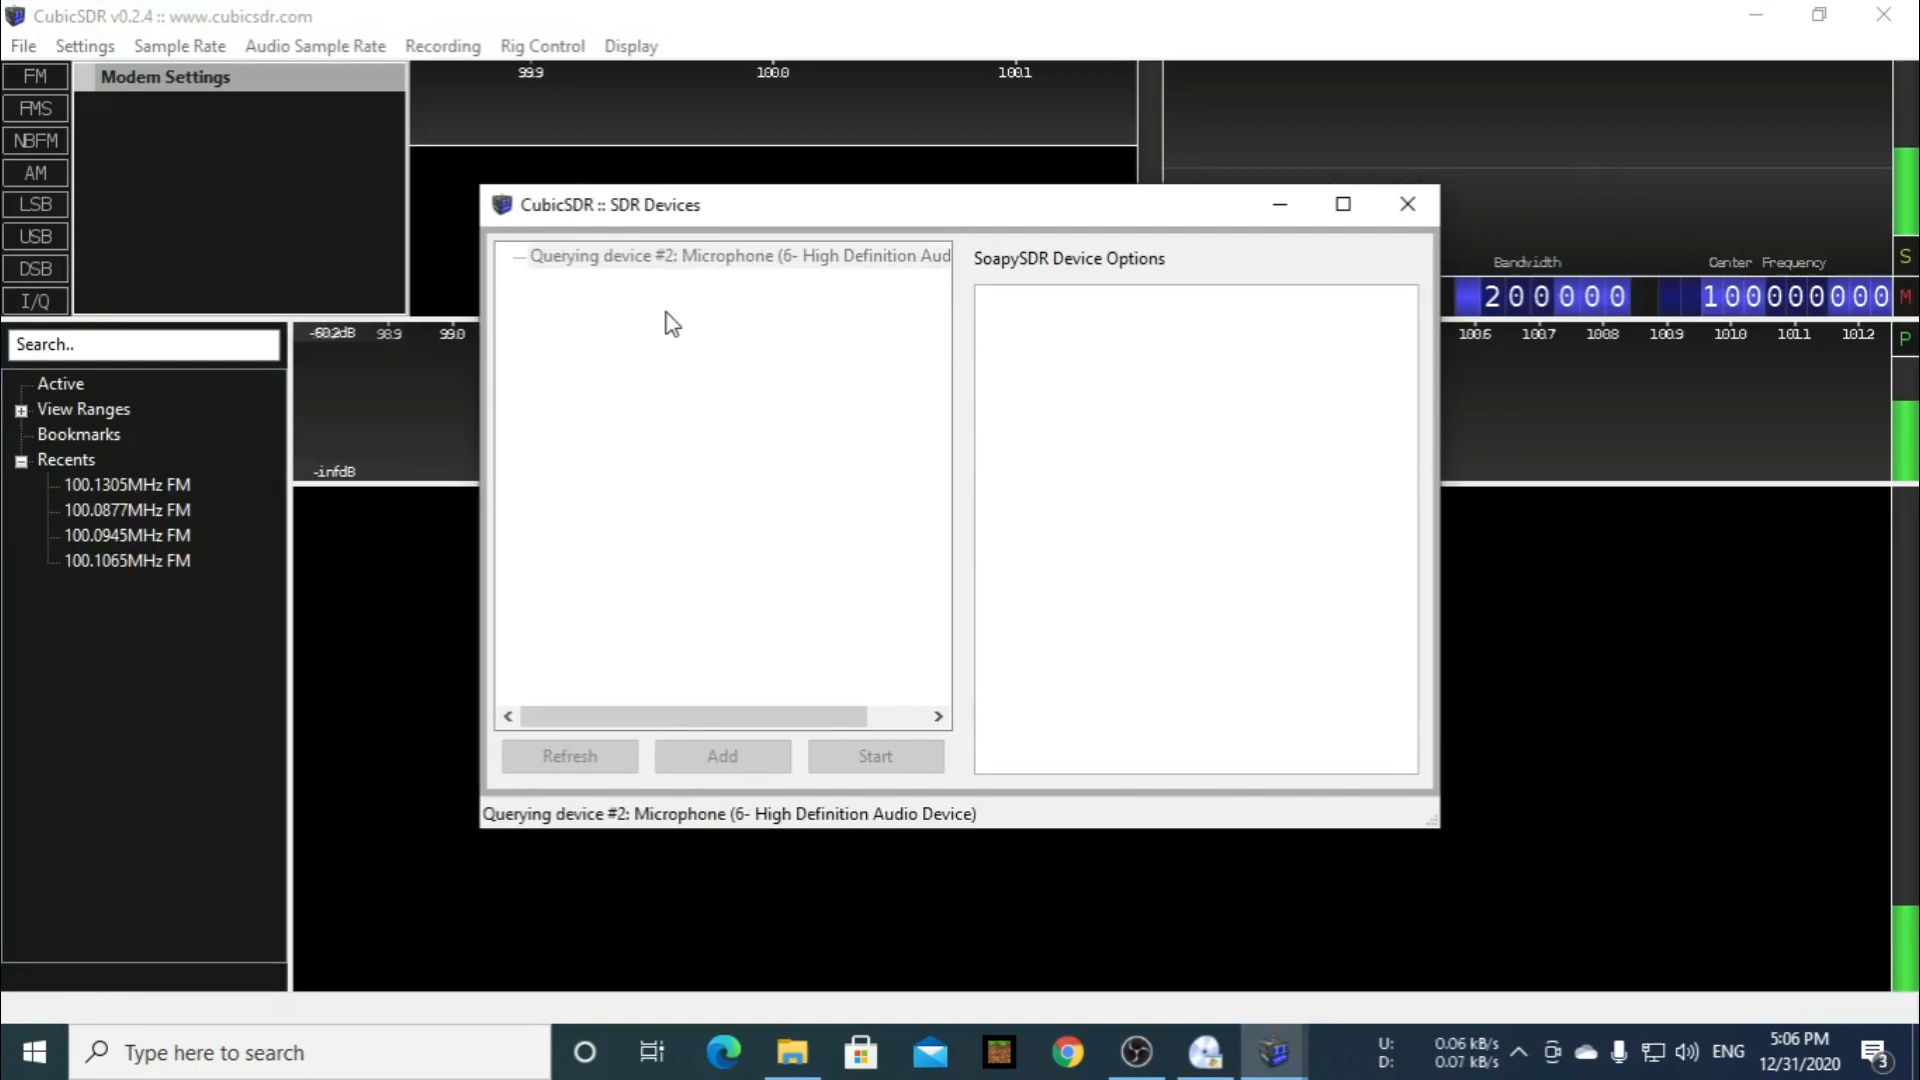 CubicSDR v0.2.4 :: www.cubicsdr.com
File Settings Sample Rate Audio Sample Rate Recording Rig Control Display
FM
FMS
NBFM
AM
LSB
USB
DSB
I/Q
Modem Settings
99.9 100.0 100.1
CubicSDR :: SDR Devices
Querying device #2: Microphone (6- High Definition Aud
SoapySDR Device Options
Refresh Add Start
Querying device #2: Microphone (6- High Definition Audio Device)
Bandwidth Center Frequency
200000 100000000
S
M
P
Search..
Active
View Ranges
Bookmarks
Recents
100.1305MHz FM
100.0877MHz FM
100.0945MHz FM
100.1065MHz FM
98.9 99.0
100.6 100.7 100.8 100.9 101.0 101.1 101.2
-infdB
Type here to search
U: 0.06 kB/s
D: 0.07 kB/s
ENG
5:06 PM
12/31/2020
3